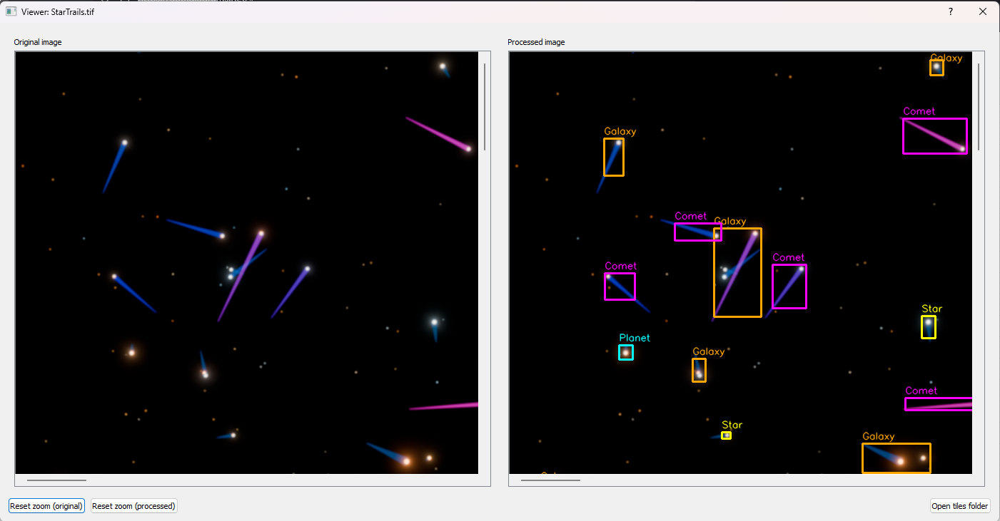 Viewer: StarTrails.tif
?
Original image
Processed image
Galaxy
Comet
Galaxy
Comet
Galaxy
Comet
Comet
Star
Planet
Galaxy
Comet
Star
Galaxy
Reset zoom (original)
Reset zoom (processed)
Open tiles folder